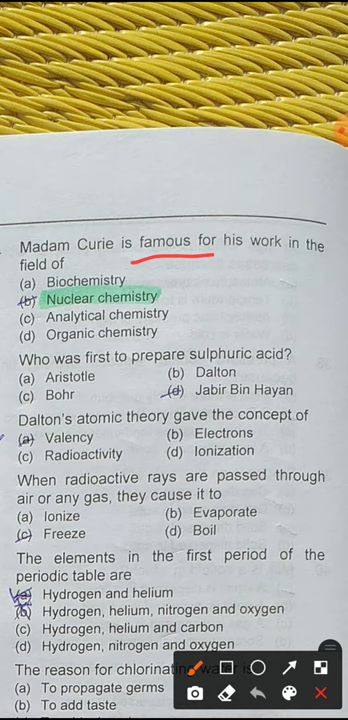 Madam Curie is famous for his work in the
field of
(a) Biochemistry
(b) Nuclear chemistry
(c) Analytical chemistry
(d) Organic chemistry
Who was first to prepare sulphuric acid?
(a) Aristotle (b) Dalton
(c) Bohr (d) Jabir Bin Hayan
Dalton's atomic theory gave the concept of
(a) Valency (b) Electrons
(c) Radioactivity (d) Ionization
When radioactive rays are passed through
air or any gas, they cause it to
(a) Ionize (b) Evaporate
(c) Freeze (d) Boil
The elements in the first period of the
periodic table are
(a) Hydrogen and helium
(b) Hydrogen, helium, nitrogen and oxygen
(c) Hydrogen, helium and carbon
(d) Hydrogen, nitrogen and oxygen
The reason for chlorinating
(a) To propagate germs
(b) To add taste